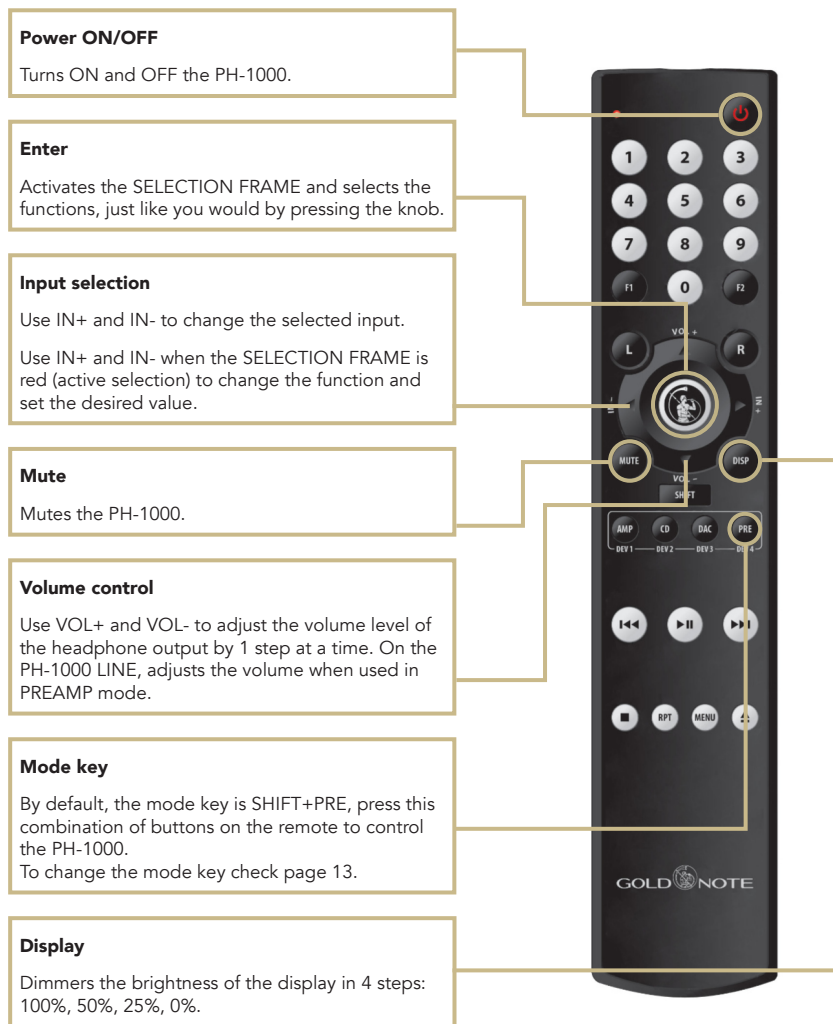 Power ON/OFF
Turns ON and OFF the PH-1000.
Enter
Activates the SELECTION FRAME and selects the
functions, just like you would by pressing the knob.
Input selection
Use IN+ and IN- to change the selected input.
Use IN+ and IN- when the SELECTION FRAME is
red (active selection) to change the function and
set the desired value.
Mute
Mutes the PH-1000.
Volume control
Use VOL+ and VOL- to adjust the volume level of
the headphone output by 1 step at a time. On the
PH-1000 LINE, adjusts the volume when used in
PREAMP mode.
Mode key
By default, the mode key is SHIFT+PRE, press this
combination of buttons on the remote to control
the PH-1000.
To change the mode key check page 13.
Display
Dimmers the brightness of the display in 4 steps:
100%, 50%, 25%, 0%.
1 2 3
4 5 6
7 8 9
F1 0 F2
VOL +
L R
IN - IN +
MUTE DISP
VOL -
SHIFT
AMP CD DAC PRE
DEV 1 DEV 2 DEV 3 DEV 4
RPT MENU
GOLD NOTE